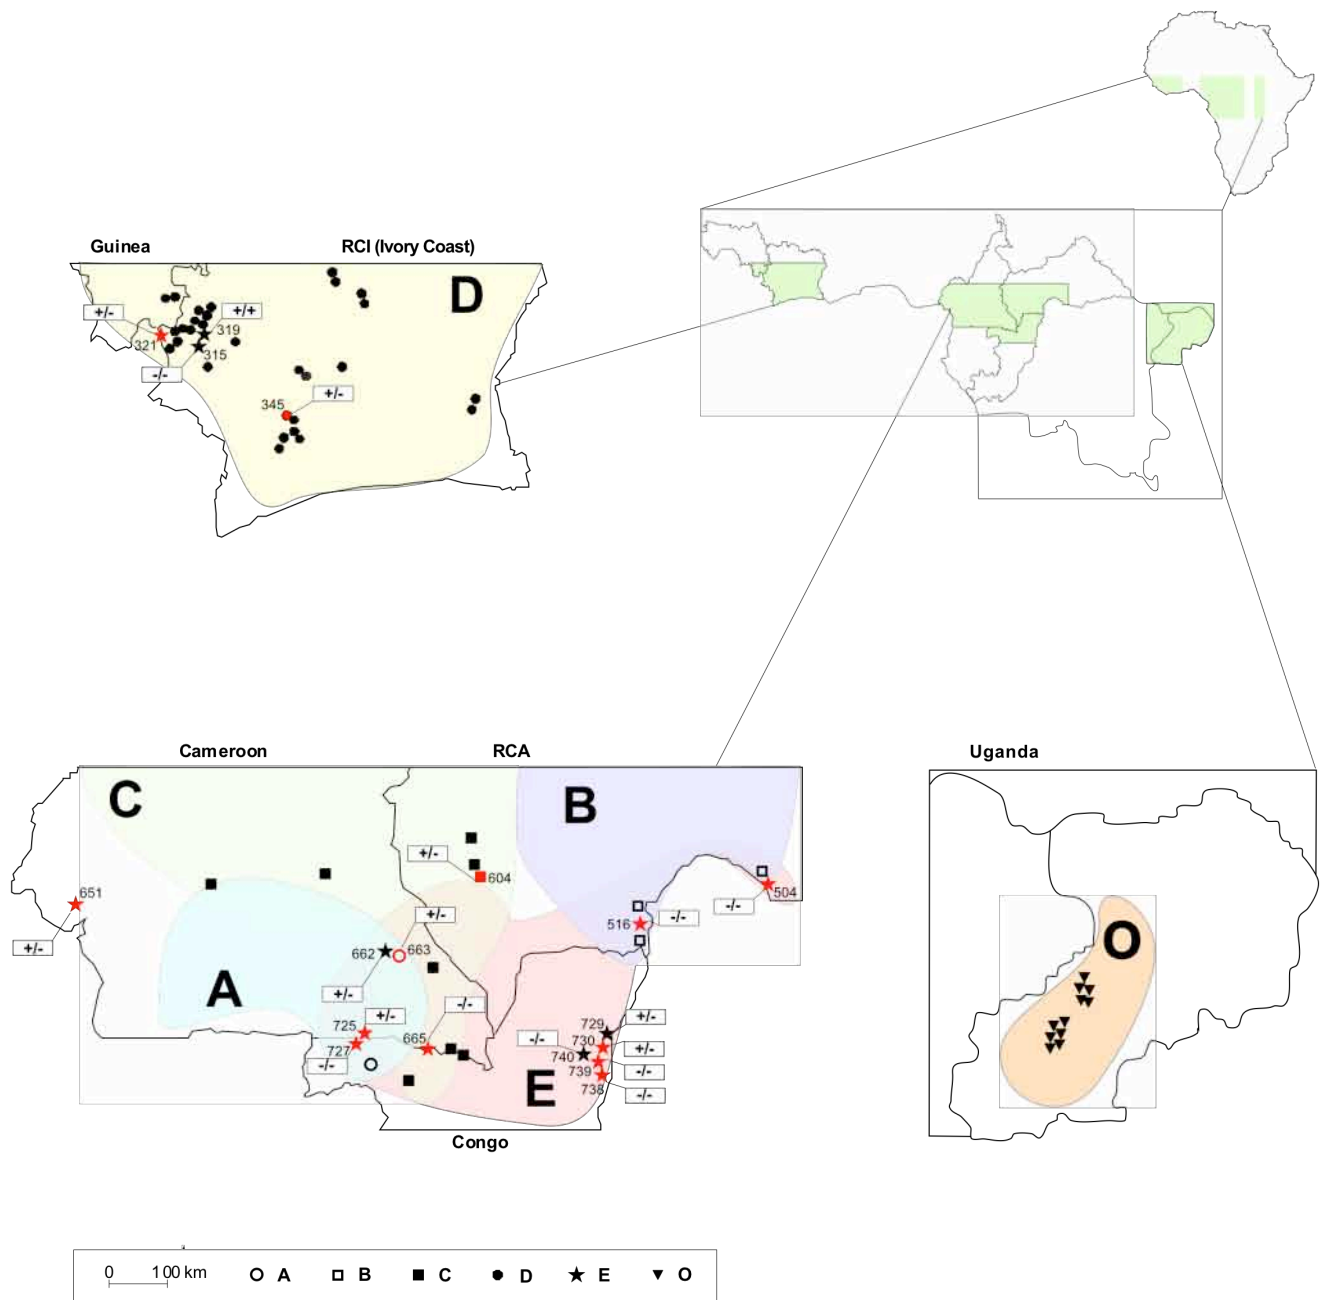 Guinea RCI (Ivory Coast)
D
+/- +/+
319
321
315
-/-
345 +/-
Cameroon RCA Uganda
C B
+/-
604
651 504
+/- -/-
+/-
516 -/-
662 663
O
A
+/-
-/-
725 +/-
665
727
-/-
729 +/-
-/- 730
740 +/-
739 -/-
738 -/-
E
Congo
0 100 km A B C D E O